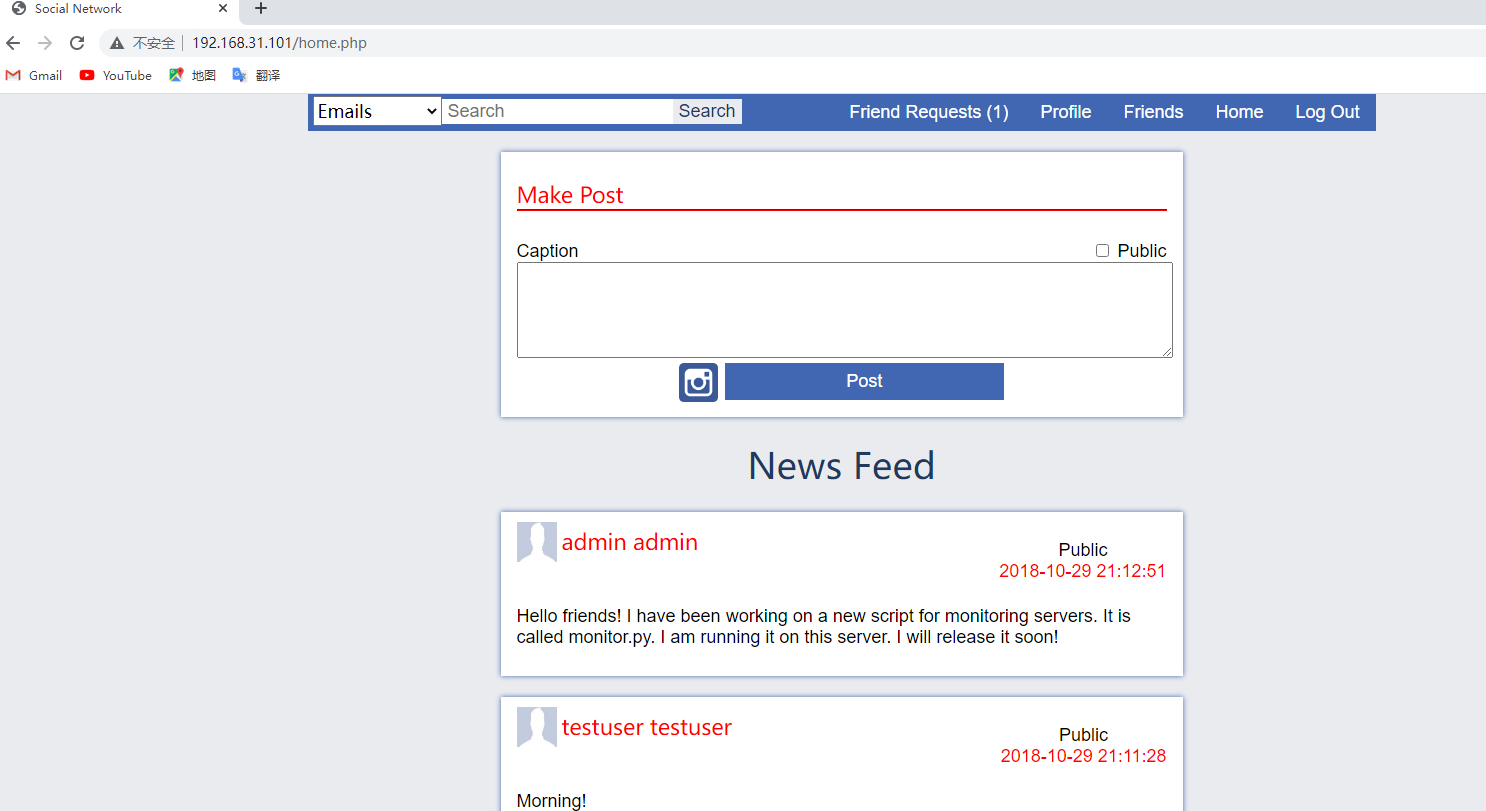 Social Network
不安全 | 192.168.31.101/home.php
Gmail YouTube 地图 翻译
Emails Search Search Friend Requests (1) Profile Friends Home Log Out
Make Post
Caption Public
Post
News Feed
admin admin
Public
2018-10-29 21:12:51
Hello friends! I have been working on a new script for monitoring servers. It is
called monitor.py. I am running it on this server. I will release it soon!
testuser testuser
Public
2018-10-29 21:11:28
Morning!